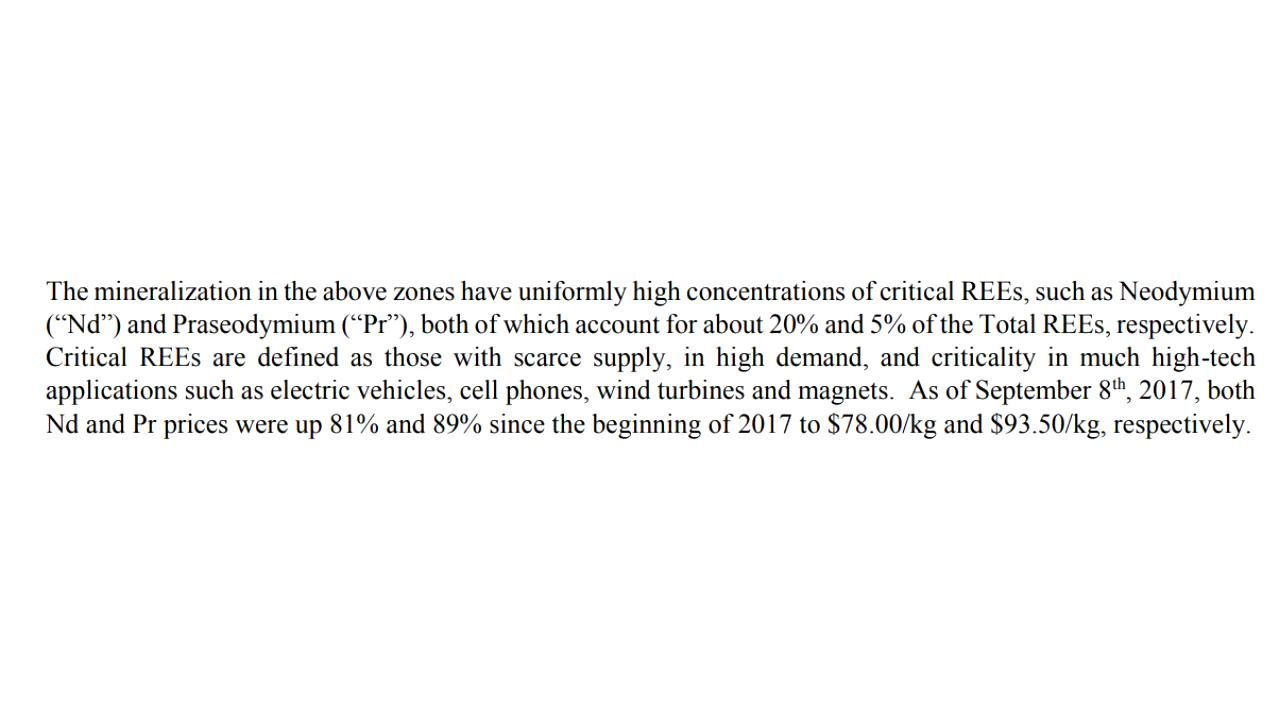 The mineralization in the above zones have uniformly high concentrations of critical REEs, such as Neodymium
(“Nd”) and Praseodymium (“Pr”), both of which account for about 20% and 5% of the Total REEs, respectively.
Critical REEs are defined as those with scarce supply, in high demand, and criticality in much high-tech
applications such as electric vehicles, cell phones, wind turbines and magnets.  As of September 8th, 2017, both
Nd and Pr prices were up 81% and 89% since the beginning of 2017 to $78.00/kg and $93.50/kg, respectively.